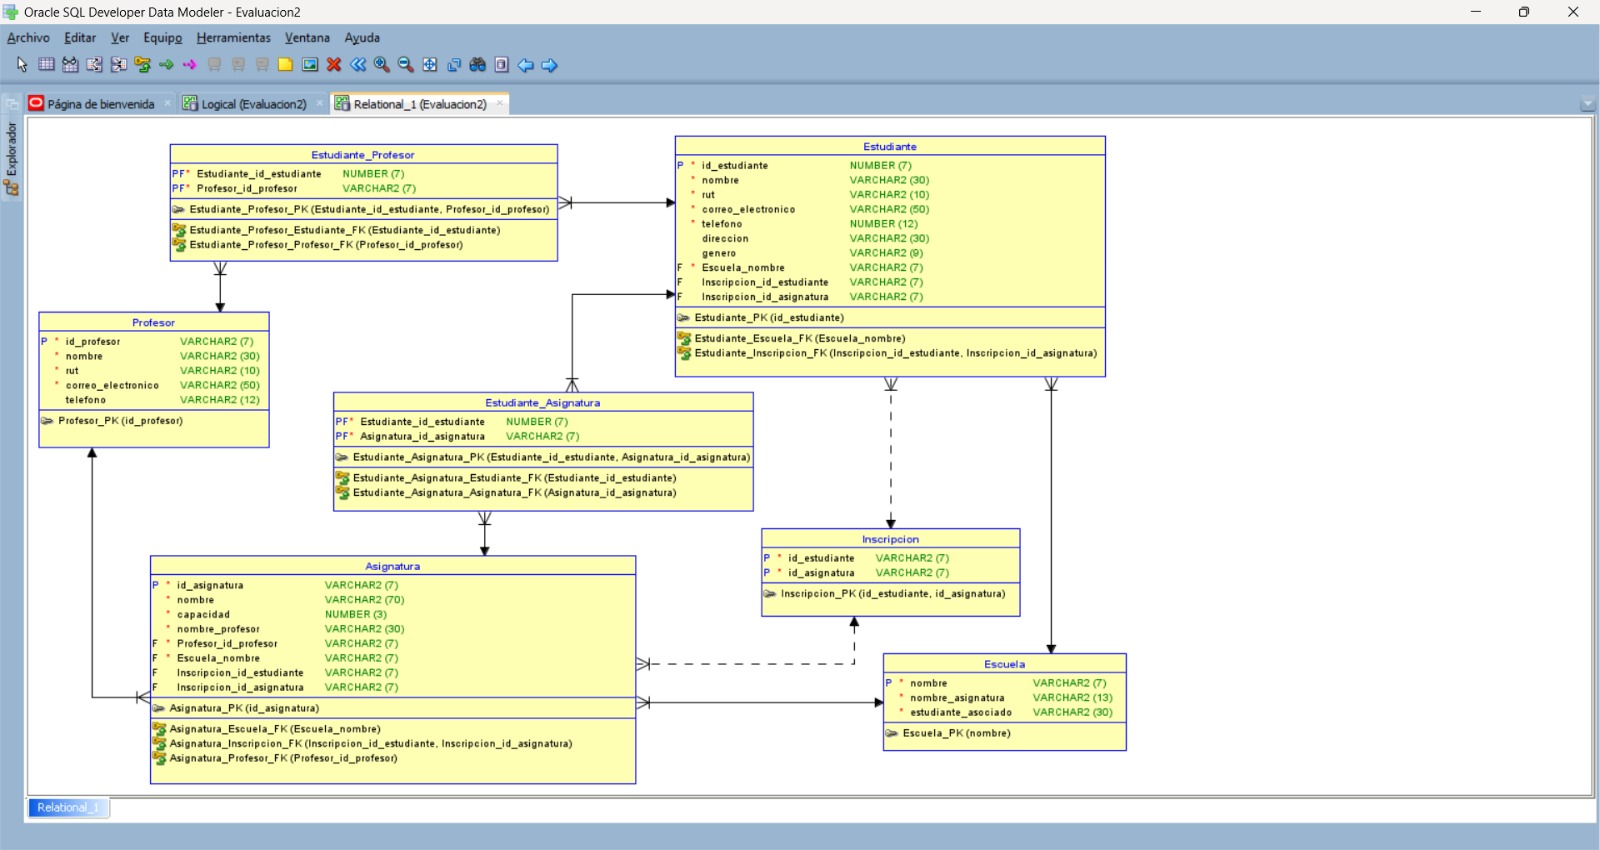 Oracle SQL Developer Data Modeler - Evaluacion2
Archivo Editar Ver Equipo Herramientas Ventana Ayuda
Página de bienvenida
Logical (Evaluacion2)
Relational_1 (Evaluacion2)
Explorador
Estudiante_Profesor
PF* Estudiante_id_estudiante NUMBER (7)
PF* Profesor_id_profesor VARCHAR2 (7)
Estudiante_Profesor_PK (Estudiante_id_estudiante, Profesor_id_profesor)
Estudiante_Profesor_Estudiante_FK (Estudiante_id_estudiante)
Estudiante_Profesor_Profesor_FK (Profesor_id_profesor)
Estudiante
P * id_estudiante NUMBER (7)
* nombre VARCHAR2 (30)
* rut VARCHAR2 (10)
* correo_electronico VARCHAR2 (50)
* telefono NUMBER (12)
direccion VARCHAR2 (30)
genero VARCHAR2 (9)
F * Escuela_nombre VARCHAR2 (7)
F Inscripcion_id_estudiante VARCHAR2 (7)
F Inscripcion_id_asignatura VARCHAR2 (7)
Estudiante_PK (id_estudiante)
Estudiante_Escuela_FK (Escuela_nombre)
Estudiante_Inscripcion_FK (Inscripcion_id_estudiante, Inscripcion_id_asignatura)
Profesor
P * id_profesor VARCHAR2 (7)
* nombre VARCHAR2 (30)
* rut VARCHAR2 (10)
* correo_electronico VARCHAR2 (50)
telefono VARCHAR2 (12)
Profesor_PK (id_profesor)
Estudiante_Asignatura
PF* Estudiante_id_estudiante NUMBER (7)
PF* Asignatura_id_asignatura VARCHAR2 (7)
Estudiante_Asignatura_PK (Estudiante_id_estudiante, Asignatura_id_asignatura)
Estudiante_Asignatura_Estudiante_FK (Estudiante_id_estudiante)
Estudiante_Asignatura_Asignatura_FK (Asignatura_id_asignatura)
Inscripcion
P * id_estudiante VARCHAR2 (7)
P * id_asignatura VARCHAR2 (7)
Inscripcion_PK (id_estudiante, id_asignatura)
Asignatura
P * id_asignatura VARCHAR2 (7)
* nombre VARCHAR2 (70)
* capacidad NUMBER (3)
* nombre_profesor VARCHAR2 (30)
F * Profesor_id_profesor VARCHAR2 (7)
F * Escuela_nombre VARCHAR2 (7)
F Inscripcion_id_estudiante VARCHAR2 (7)
F Inscripcion_id_asignatura VARCHAR2 (7)
Asignatura_PK (id_asignatura)
Asignatura_Escuela_FK (Escuela_nombre)
Asignatura_Inscripcion_FK (Inscripcion_id_estudiante, Inscripcion_id_asignatura)
Asignatura_Profesor_FK (Profesor_id_profesor)
Escuela
P * nombre VARCHAR2 (7)
* nombre_asignatura VARCHAR2 (13)
* estudiante_asociado VARCHAR2 (30)
Escuela_PK (nombre)
Relational_1